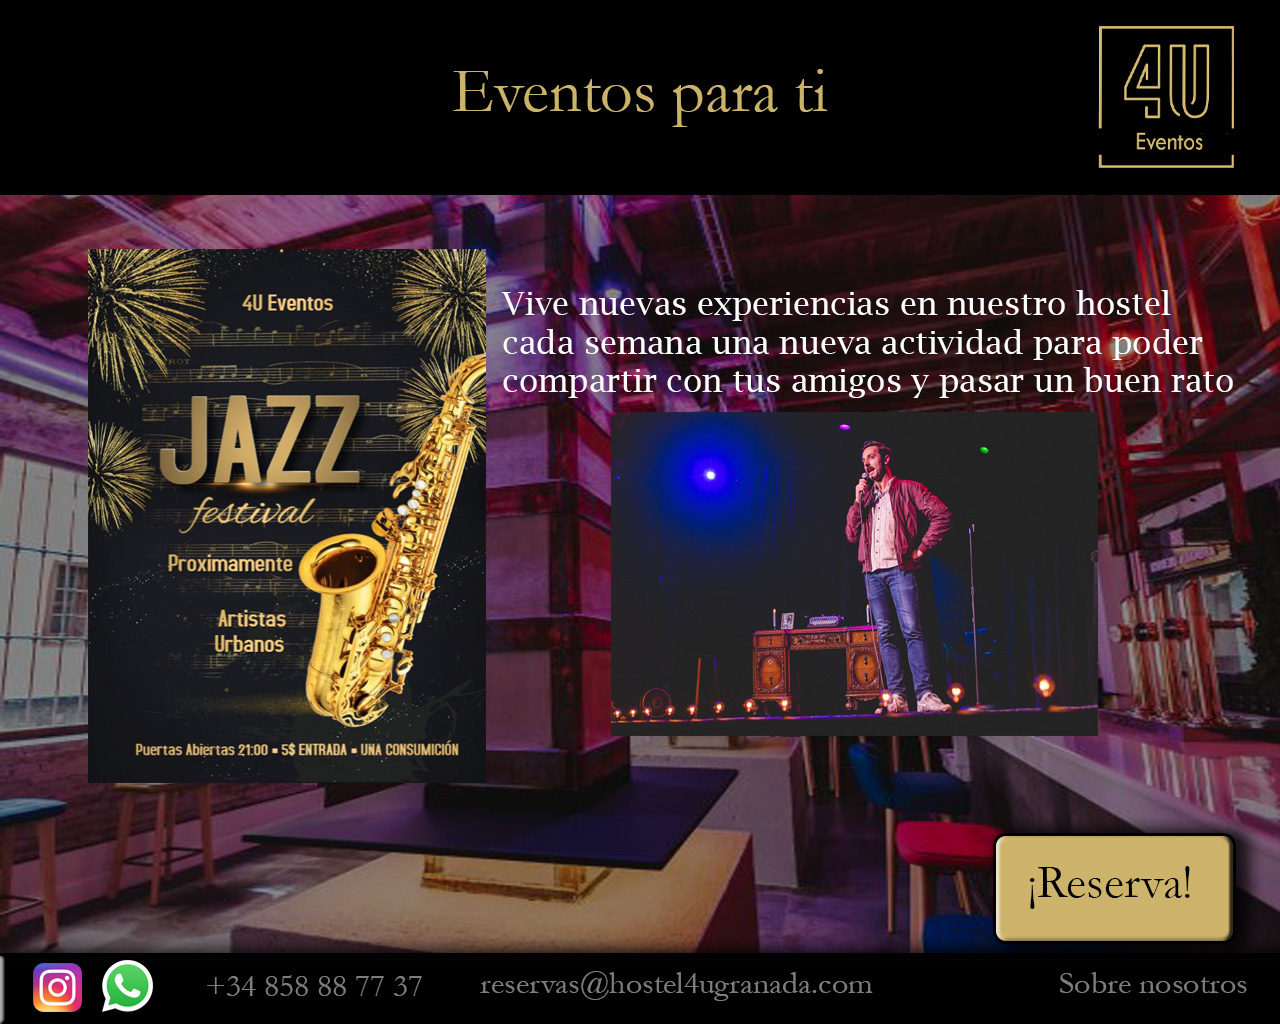 Eventos para ti
4U
Eventos
4U Eventos
JAZZ
festival
Proximamente
Artistas
Urbanos
Puertas Abiertas 21:00 ▪ 5$ ENTRADA ▪ UNA CONSUMICIÓN
Vive nuevas experiencias en nuestro hostel
cada semana una nueva actividad para poder
compartir con tus amigos y pasar un buen rato
¡Reserva!
+34 858 88 77 37
reservas@hostel4ugranada.com
Sobre nosotros